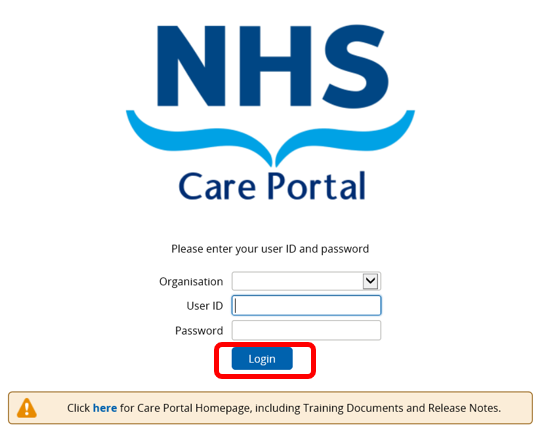 NHS
Care Portal
Please enter your user ID and password
Organisation
User ID
Password
Login
Click here for Care Portal Homepage, including Training Documents and Release Notes.